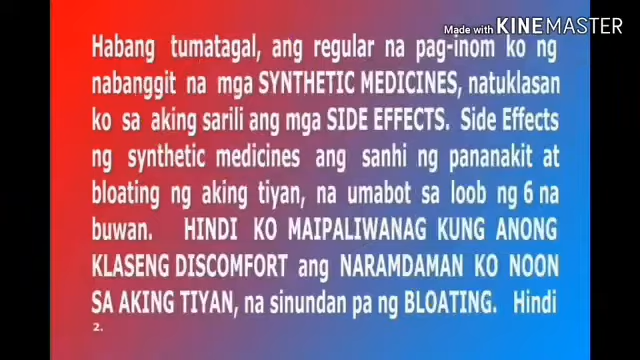 Made with KINEMASTER
Habang tumatagal, ang regular na pag-inom ko ng
nabanggit na mga SYNTHETIC MEDICINES, natuklasan
ko sa aking sarili ang mga SIDE EFFECTS. Side Effects
ng synthetic medicines ang sanhi ng pananakit at
bloating ng aking tiyan, na umabot sa loob ng 6 na
buwan. HINDI KO MAIPALIWANAG KUNG ANONG
KLASENG DISCOMFORT ang NARAMDAMAN KO NOON
SA AKING TIYAN, na sinundan pa ng BLOATING. Hindi
2.